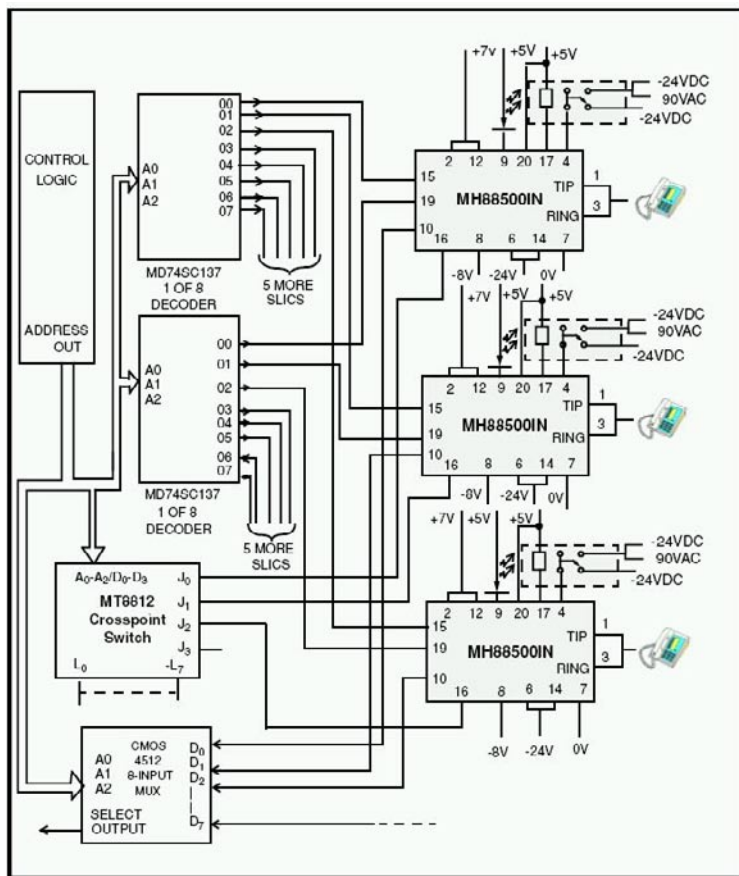 +7v +5V +5V
-24VDC
90VAC
-24VDC
CONTROL
LOGIC
ADDRESS
OUT
A0
A1
A2
00
01
02
03
04
05
06
07
MD74SC137
1 OF 8
DECODER
5 MORE
SLICS
2 12 9 20 17 4
15
19
10
MH88500IN
TIP
RING
1
3
16 8 6 14 7
-8V -24V 0V
A0
A1
A2
00
01
02
03
04
05
06
07
MD74SC137
1 OF 8
DECODER
5 MORE
SLICS
+7V +5V +5V
-24VDC
90VAC
-24VDC
2 12 9 20 17 4
15
19
10
MH88500IN
TIP
RING
1
3
16 8 6 14 7
-8V -24V 0V
+7V +5V +5V
-24VDC
90VAC
-24VDC
A0-A2/D0-D3
MT8812
Crosspoint
Switch
J0
J1
J2
J3
L0 -L7
2 12 9 20 17 4
15
19
10
MH88500IN
TIP
RING
1
3
16 8 6 14 7
-8V -24V 0V
A0
A1
A2
CMOS
4512
8-INPUT
MUX
D0
D1
D2
D7
SELECT
OUTPUT